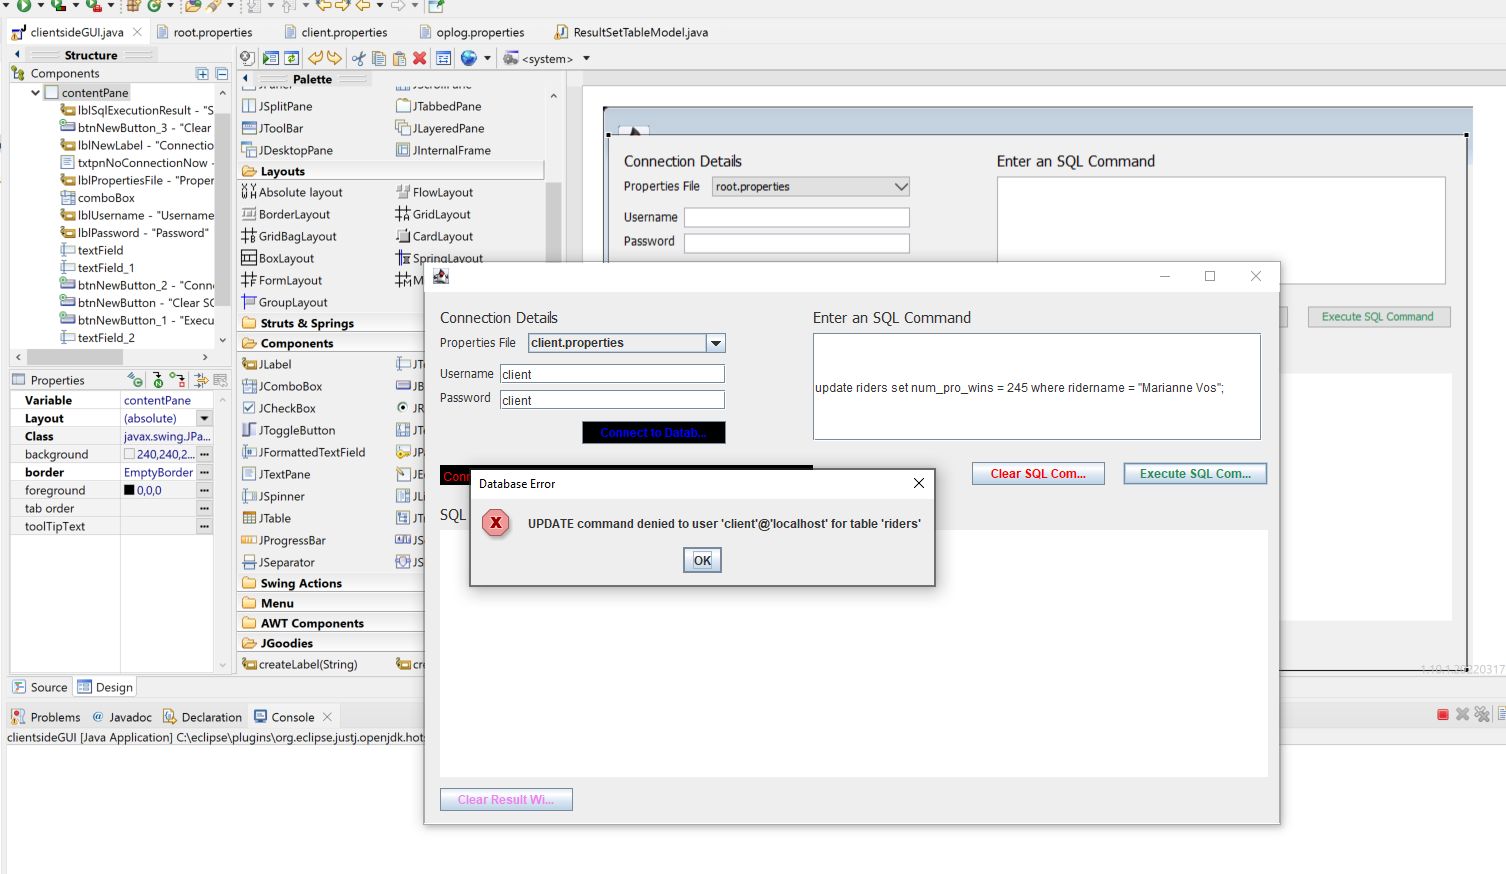 clientsideGUI.java
root.properties
client.properties
oplog.properties
ResultSetTableModel.java
Structure
<system>
Components
Palette
contentPane
lblSqlExecutionResult - "S
btnNewButton_3 - "Clear
lblNewLabel - "Connectio
txtpnNoConnectionNow -
lblPropertiesFile - "Proper
comboBox
lblUsername - "Username
lblPassword - "Password"
textField
textField_1
btnNewButton_2 - "Conn
btnNewButton - "Clear SC
btnNewButton_1 - "Execu
textField_2
Properties
Variable contentPane
Layout (absolute)
Class javax.swing.JPa...
background 240,240,2...
border EmptyBorder
foreground 0,0,0
tab order
toolTipText
JSplitPane JTabbedPane
JToolBar JLayeredPane
JDesktopPane JInternalFrame
Layouts
Absolute layout FlowLayout
BorderLayout GridLayout
GridBagLayout CardLayout
BoxLayout SpringLayout
FormLayout M
GroupLayout
Struts & Springs
Components
JLabel
JComboBox JB
JCheckBox JR
JToggleButton
JFormattedTextField
JTextPane
JSpinner
JTable
JProgressBar
JSeparator
Swing Actions
Menu
AWT Components
JGoodies
createLabel(String)
Connection Details
Enter an SQL Command
Properties File root.properties
Username
Password
Execute SQL Command
Connection Details
Enter an SQL Command
Properties File client.properties
Username client
Password client
update riders set num_pro_wins = 245 where ridername = "Marianne Vos";
Connect to Datab...
Clear SQL Com...
Execute SQL Com...
SQL
Database Error
UPDATE command denied to user 'client'@'localhost' for table 'riders'
OK
Clear Result Wi...
1.10.1.20220317
Source Design
Problems @ Javadoc Declaration Console
clientsideGUI [Java Application] C:\eclipse\plugins\org.eclipse.justj.openjdk.hots